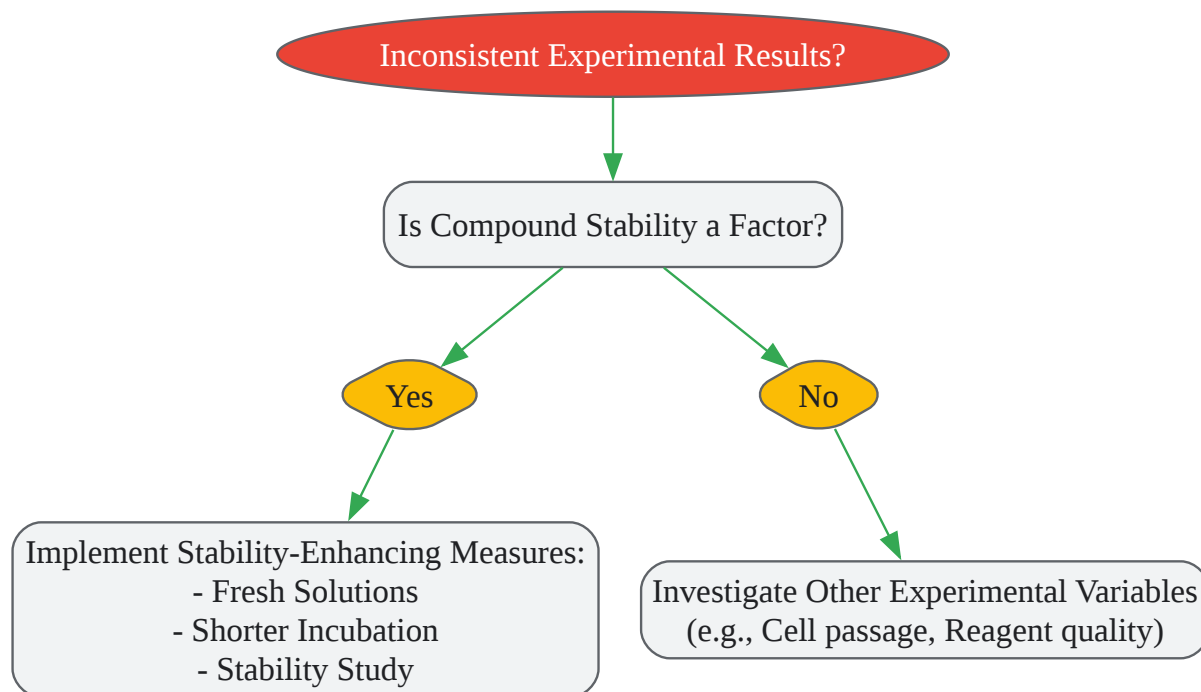 Inconsistent Experimental Results?
Is Compound Stability a Factor?
Yes
No
Implement Stability-Enhancing Measures:
- Fresh Solutions
- Shorter Incubation
- Stability Study
Investigate Other Experimental Variables
(e.g., Cell passage, Reagent quality)